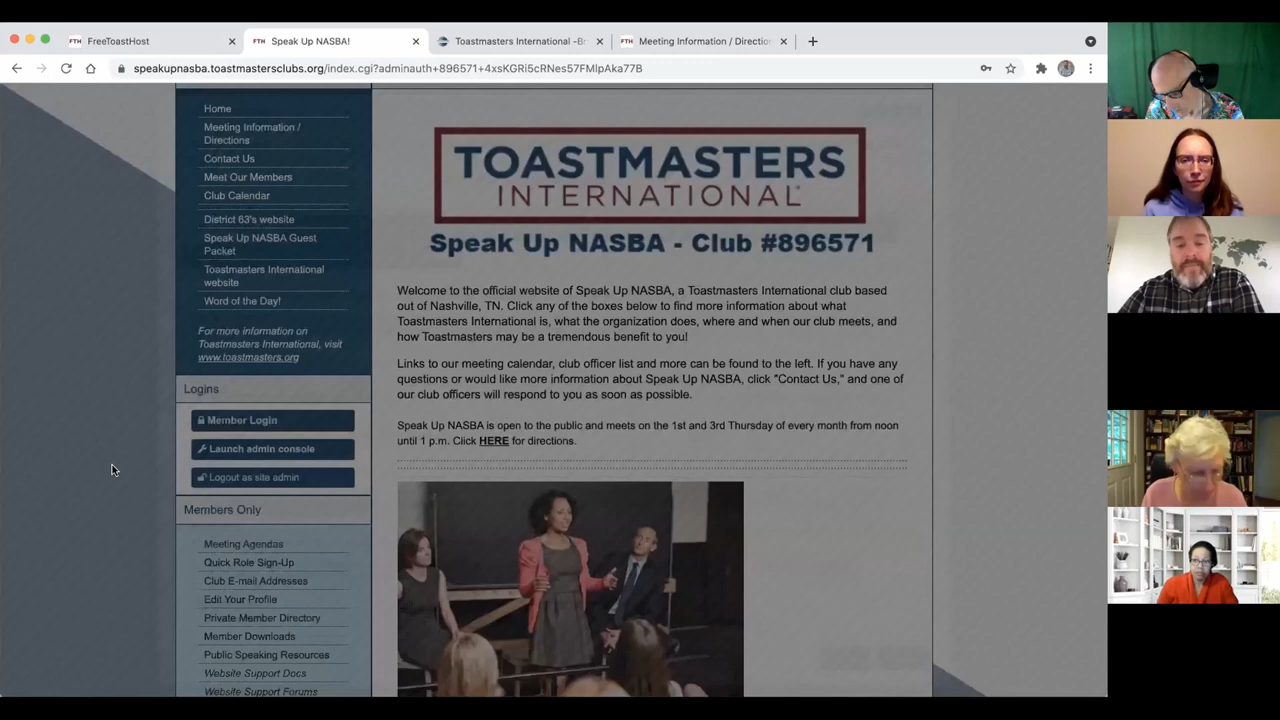 FTH FreeToastHost
FTH Speak Up NASBA!
Toastmasters International -Br
FTH Meeting Information / Directio
speakupnasba.toastmastersclubs.org/index.cgi?adminauth+896571+4xsKGRi5cRNes57FMlpAka77B
Home
Meeting Information /
Directions
Contact Us
Meet Our Members
Club Calendar
District 63's website
Speak Up NASBA Guest
Packet
Toastmasters International
website
Word of the Day!
For more information on
Toastmasters International, visit
www.toastmasters.org
Logins
Member Login
Launch admin console
Logout as site admin
Members Only
Meeting Agendas
Quick Role Sign-Up
Club E-mail Addresses
Edit Your Profile
Private Member Directory
Member Downloads
Public Speaking Resources
Website Support Docs
Website Support Forums
TOASTMASTERS
INTERNATIONAL®
Speak Up NASBA - Club #896571
Welcome to the official website of Speak Up NASBA, a Toastmasters International club based
out of Nashville, TN. Click any of the boxes below to find more information about what
Toastmasters International is, what the organization does, where and when our club meets, and
how Toastmasters may be a tremendous benefit to you!
Links to our meeting calendar, club officer list and more can be found to the left. If you have any
questions or would like more information about Speak Up NASBA, click "Contact Us," and one of
our club officers will respond to you as soon as possible.
Speak Up NASBA is open to the public and meets on the 1st and 3rd Thursday of every month from noon
until 1 p.m. Click HERE for directions.